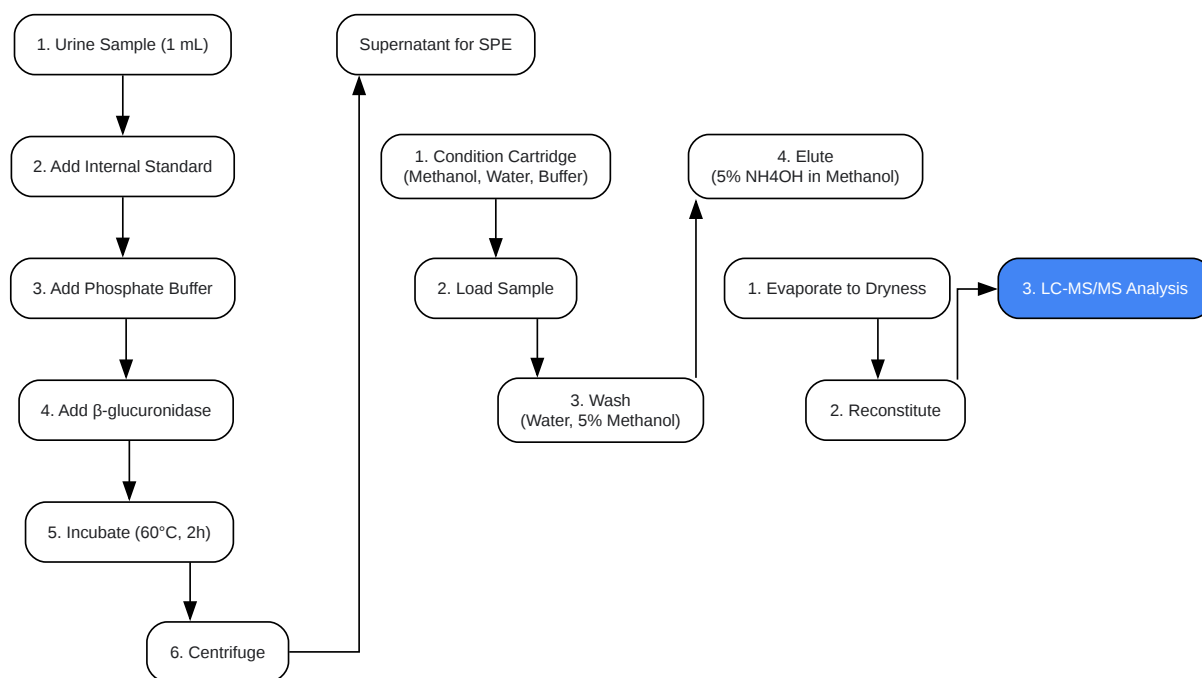 1. Urine Sample (1 mL)
2. Add Internal Standard
3. Add Phosphate Buffer
4. Add β-glucuronidase
5. Incubate (60°C, 2h)
6. Centrifuge
Supernatant for SPE
1. Condition Cartridge
(Methanol, Water, Buffer)
2. Load Sample
3. Wash
(Water, 5% Methanol)
4. Elute
(5% NH4OH in Methanol)
1. Evaporate to Dryness
2. Reconstitute
3. LC-MS/MS Analysis